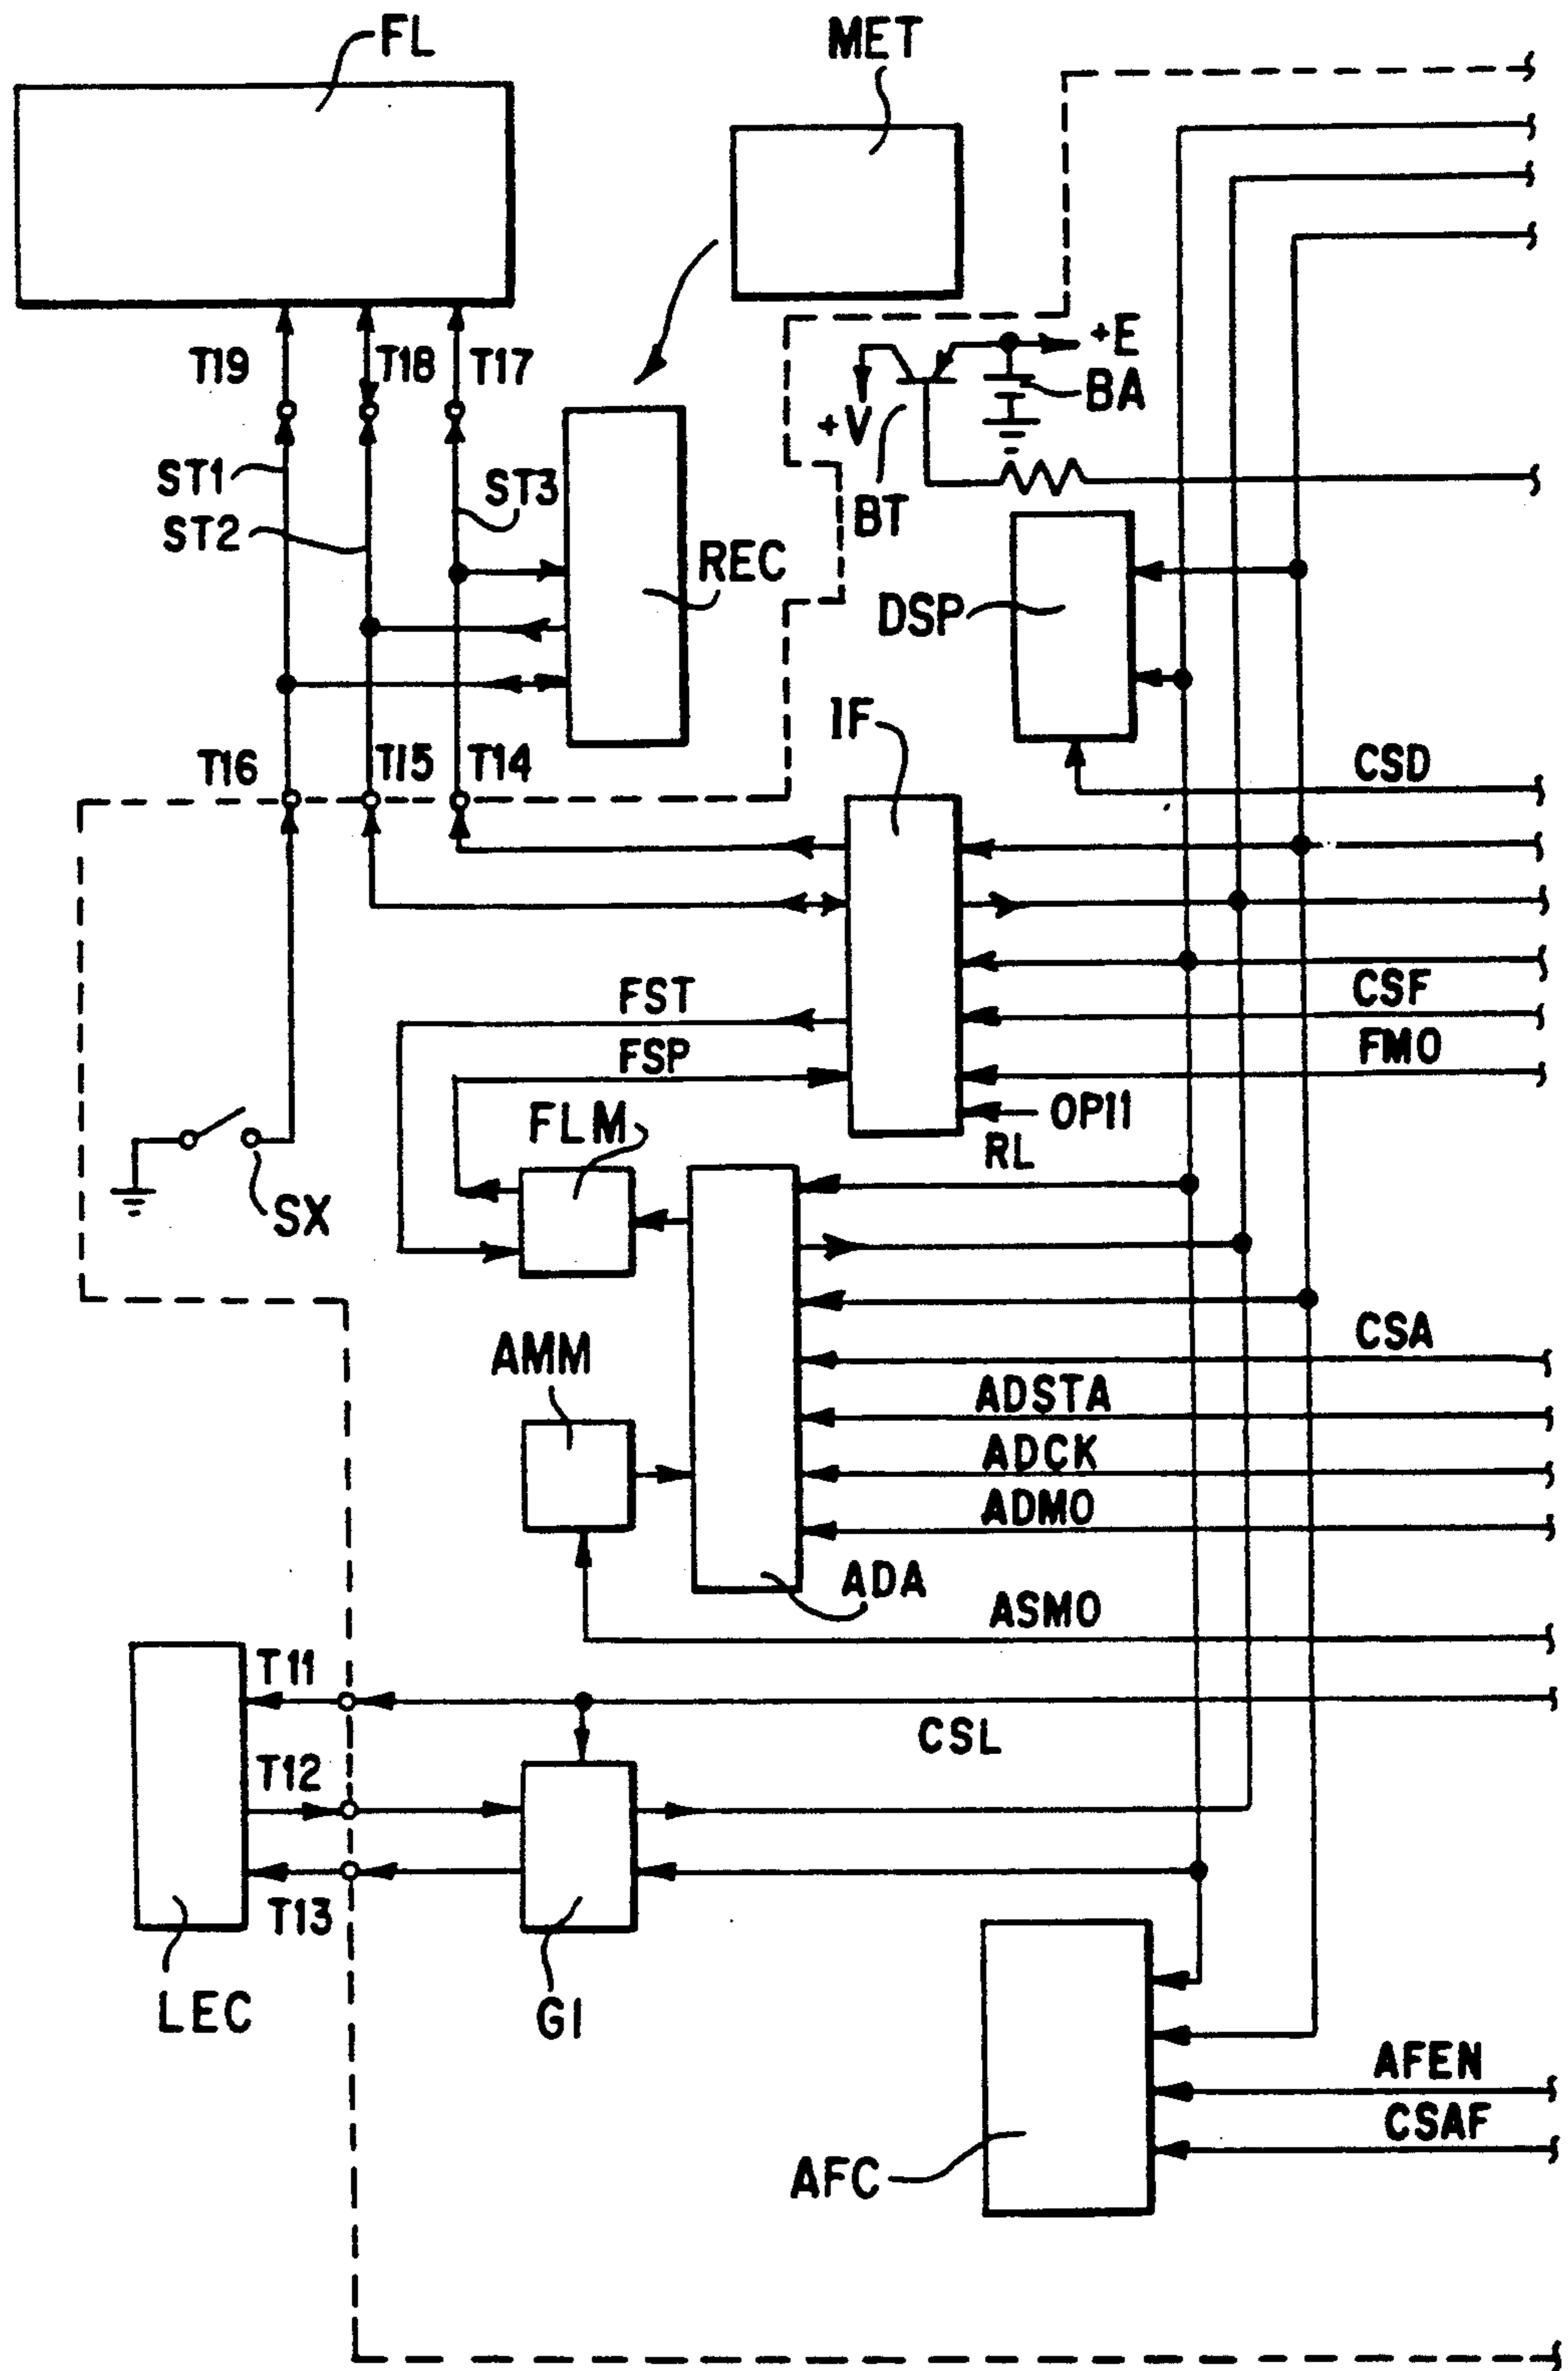 FL
MET
T19
T18
T17
+E
BA
+V
BT
ST1
ST2
ST3
REC
DSP
IF
T16
T15
T14
CSD
FST
FSP
CSF
FMO
FLM
OP11
RL
SX
AMM
CSA
ADSTA
ADCK
ADMO
ADA
ASMO
T11
CSL
T12
T13
LEC
G1
AFEN
CSAF
AFC